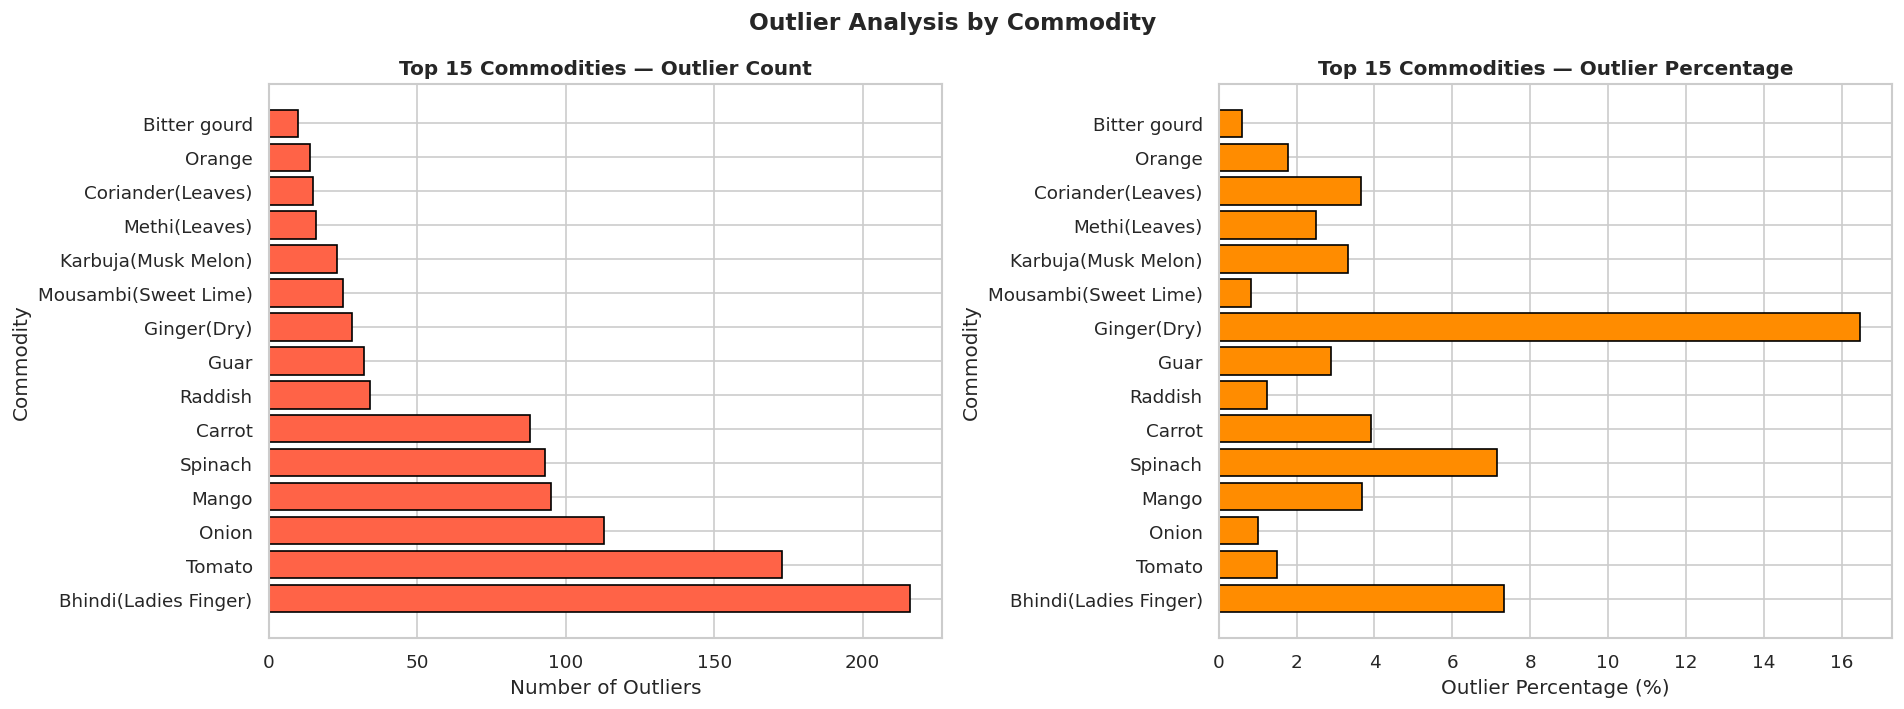 Outlier Analysis by Commodity
Top 15 Commodities — Outlier Count
Commodity
Bitter gourd
Orange
Coriander(Leaves)
Methi(Leaves)
Karbuja(Musk Melon)
Mousambi(Sweet Lime)
Ginger(Dry)
Guar
Raddish
Carrot
Spinach
Mango
Onion
Tomato
Bhindi(Ladies Finger)
0 50 100 150 200
Number of Outliers
Top 15 Commodities — Outlier Percentage
Commodity
Bitter gourd
Orange
Coriander(Leaves)
Methi(Leaves)
Karbuja(Musk Melon)
Mousambi(Sweet Lime)
Ginger(Dry)
Guar
Raddish
Carrot
Spinach
Mango
Onion
Tomato
Bhindi(Ladies Finger)
0 2 4 6 8 10 12 14 16
Outlier Percentage (%)